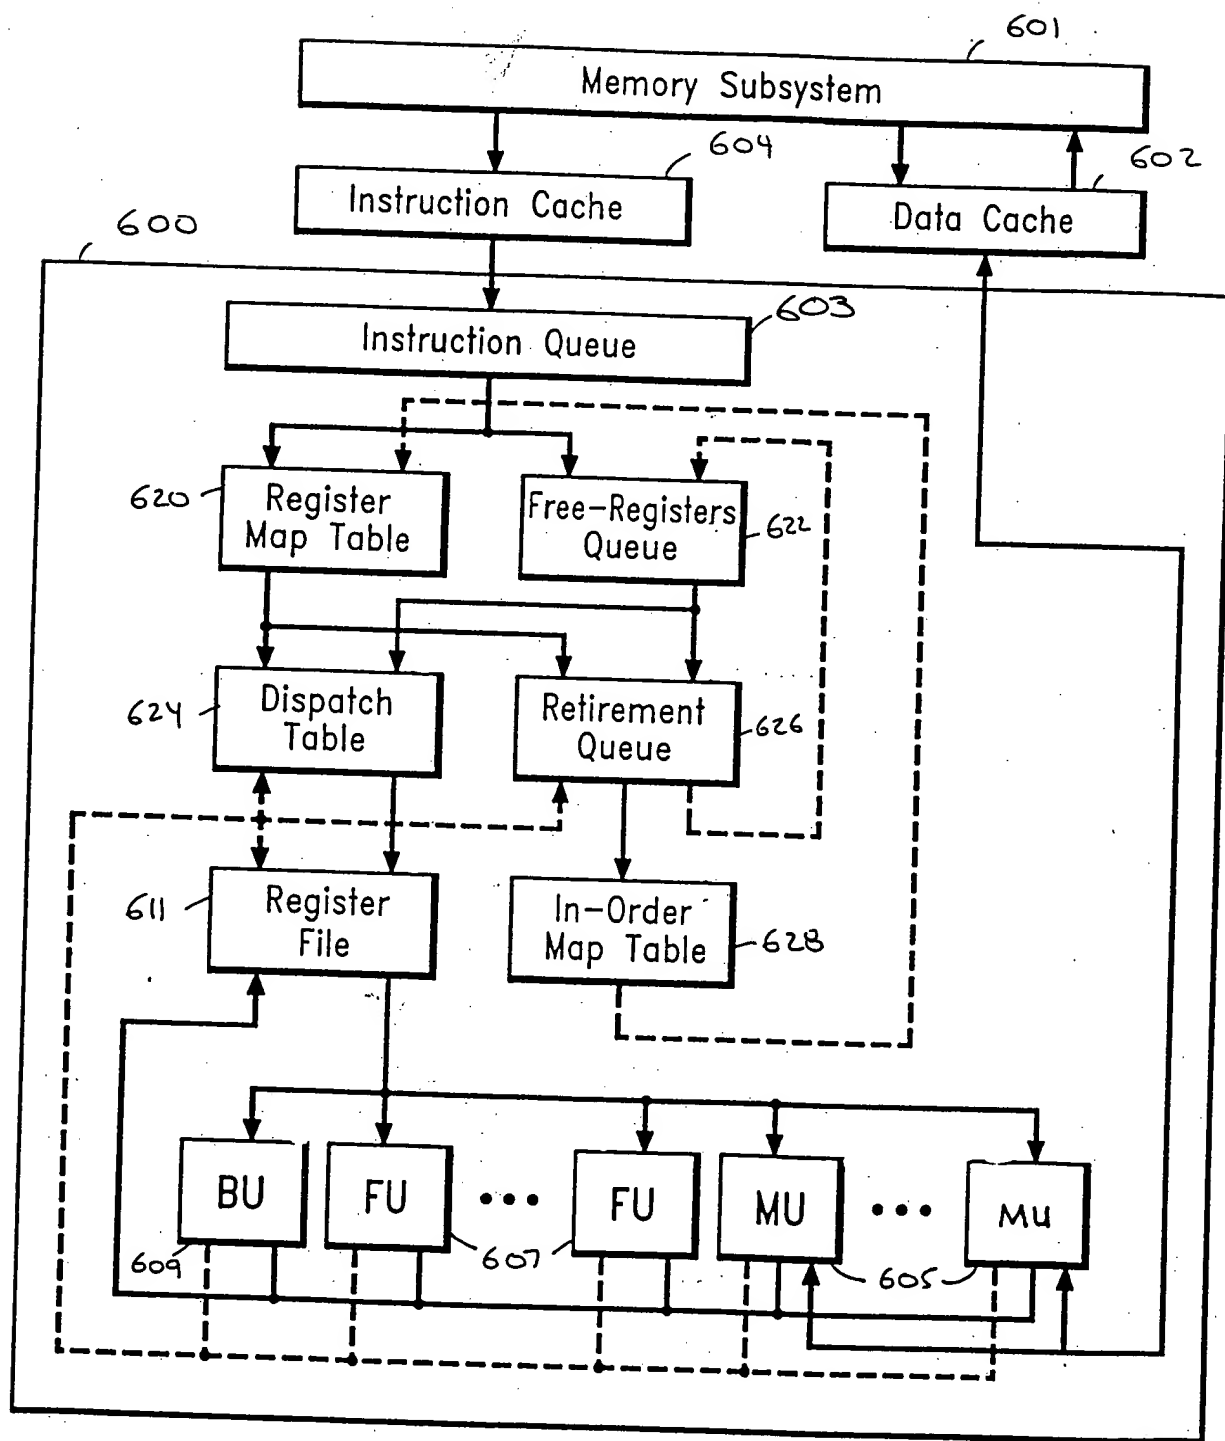 601
Memory Subsystem
604
602
Instruction Cache
Data Cache
600
603
Instruction Queue
620
Register
Map Table
Free-Registers
Queue
622
624
Dispatch
Table
Retirement
Queue
626
611
Register
File
In-Order
Map Table
628
BU
FU
FU
MU
MU
609
607
605